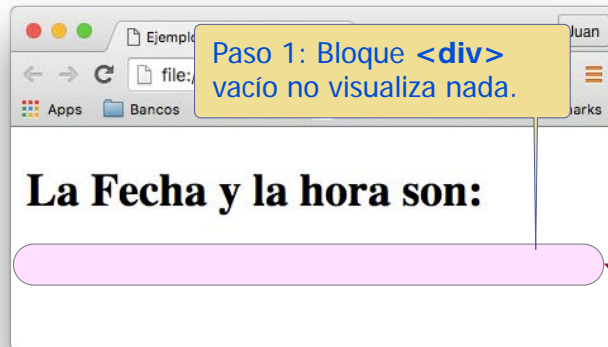 Ejemplo
Juan
Paso 1: Bloque <div>
vacío no visualiza nada.
file:/
Apps
Bancos
arks
La Fecha y la hora son: